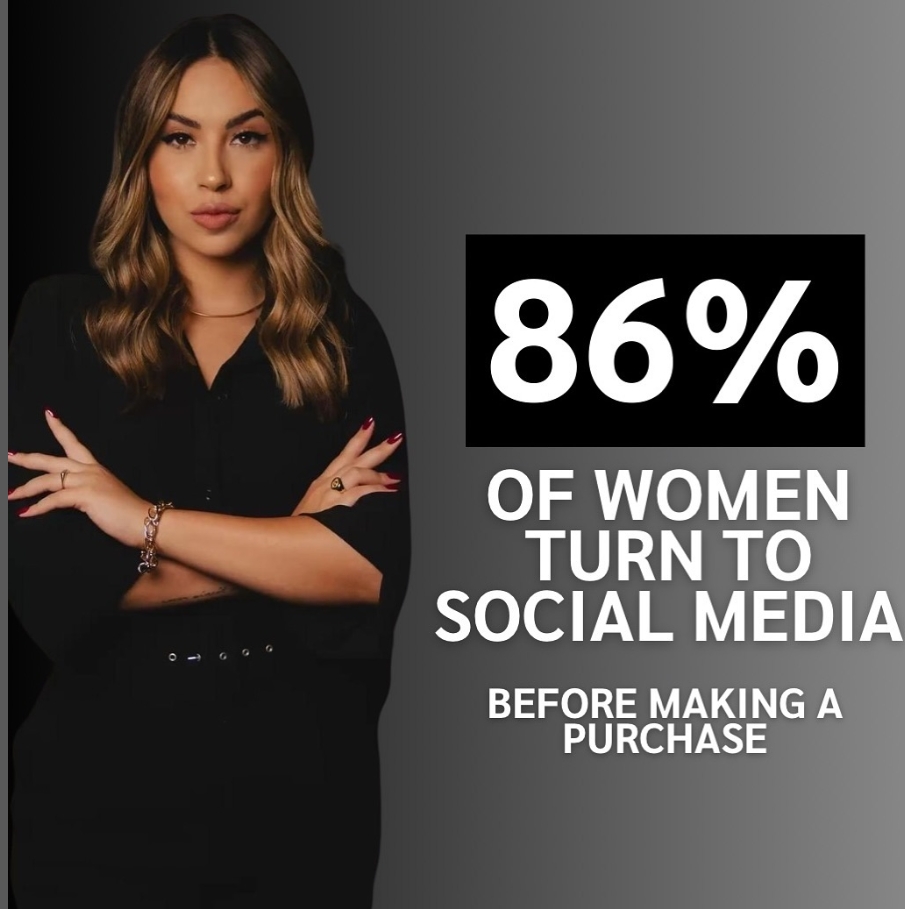 86%
OF WOMEN
TURN TO
SOCIAL MEDIA
BEFORE MAKING A
PURCHASE